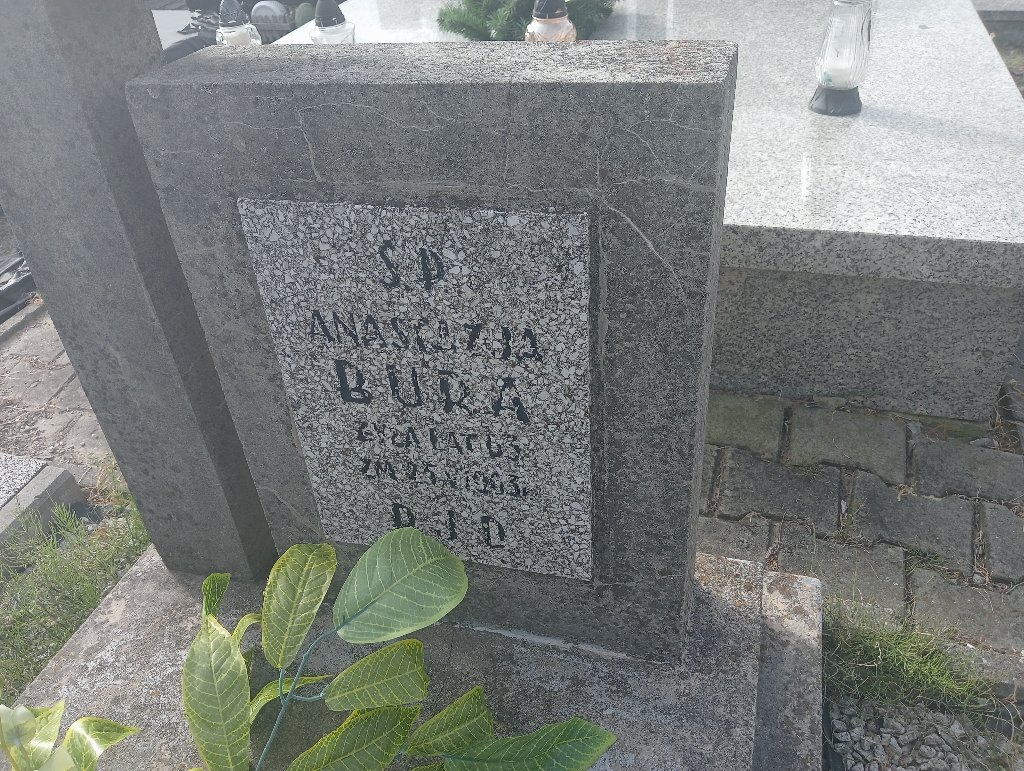 S P
ANASTAZJA
BURA
ŻYŁA LAT 63
ZM 25 X 1963 r.
R I P